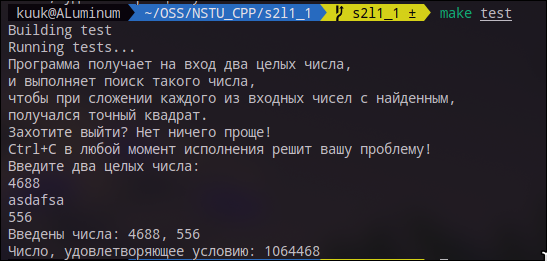 kuuk@ALuminum ~/OSS/NSTU_CPP/s2l1_1 s2l1_1 ± make test
Building test
Running tests...
Программа получает на вход два целых числа,
и выполняет поиск такого числа,
чтобы при сложении каждого из входных чисел с найденным,
получался точный квадрат.
Захотите выйти? Нет ничего проще!
Ctrl+C в любой момент исполнения решит вашу проблему!
Введите два целых числа:
4688
asdafsa
556
Введены числа: 4688, 556
Число, удовлетворяющее условию: 1064468